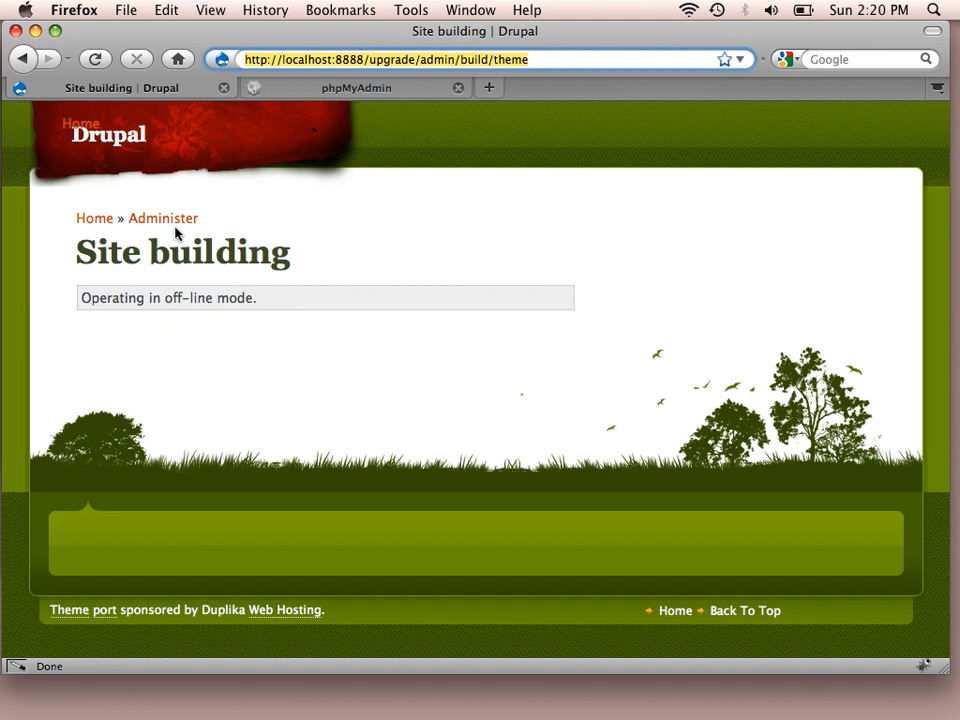 Firefox File Edit View History Bookmarks Tools Window Help Sun 2:20 PM
Site building | Drupal
http://localhost:8888/upgrade/admin/build/theme
Google
Site building | Drupal
phpMyAdmin
Home
Drupal
Home » Administer
Site building
Operating in off-line mode.
Theme port sponsored by Duplika Web Hosting.
Home Back To Top
Done